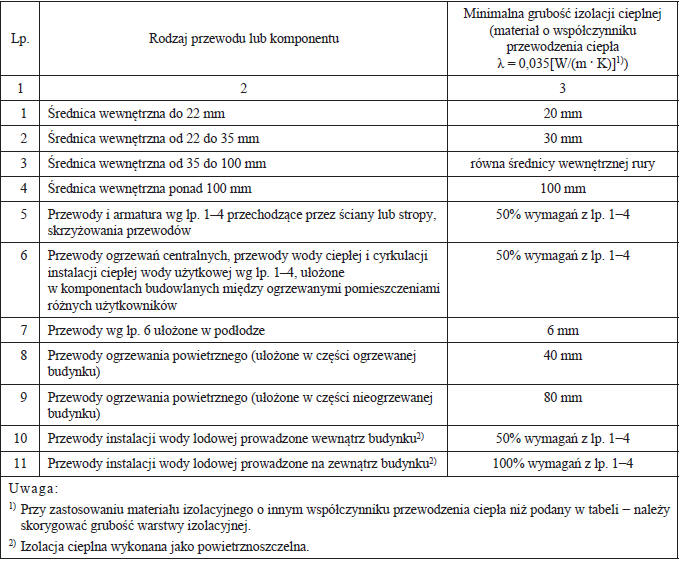 Lp.
Rodzaj przewodu lub komponentu
Minimalna grubość izolacji cieplnej
(materiał o współczynniku
przewodzenia ciepła
λ = 0,035[W/(m · K)]¹⁾)
1
2
3
1
Średnica wewnętrzna do 22 mm
20 mm
2
Średnica wewnętrzna od 22 do 35 mm
30 mm
3
Średnica wewnętrzna od 35 do 100 mm
równa średnicy wewnętrznej rury
4
Średnica wewnętrzna ponad 100 mm
100 mm
5
Przewody i armatura wg lp. 1–4 przechodzące przez ściany lub stropy,
skrzyżowania przewodów
50% wymagań z lp. 1–4
6
Przewody ogrzewań centralnych, przewody wody ciepłej i cyrkulacji
instalacji ciepłej wody użytkowej wg lp. 1–4, ułożone
w komponentach budowlanych między ogrzewanymi pomieszczeniami
różnych użytkowników
50% wymagań z lp. 1–4
7
Przewody wg lp. 6 ułożone w podłodze
6 mm
8
Przewody ogrzewania powietrznego (ułożone w części ogrzewanej
budynku)
40 mm
9
Przewody ogrzewania powietrznego (ułożone w części nieogrzewanej
budynku)
80 mm
10
Przewody instalacji wody lodowej prowadzone wewnątrz budynku²⁾
50% wymagań z lp. 1–4
11
Przewody instalacji wody lodowej prowadzone na zewnątrz budynku²⁾
100% wymagań z lp. 1–4
Uwaga:
¹⁾ Przy zastosowaniu materiału izolacyjnego o innym współczynniku przewodzenia ciepła niż podany w tabeli – należy
skorygować grubość warstwy izolacyjnej.
²⁾ Izolacja cieplna wykonana jako powietrznoszczelna.